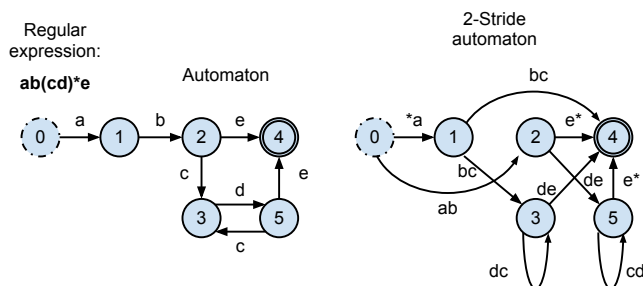 Regular
expression:
ab(cd)*e
Automaton
0
a
1
b
2
e
4
c
d
e
3
5
c
2-Stride
automaton
bc
0
*a
1
2
e*
4
bc
de
ab
de
e*
3
5
dc
cd